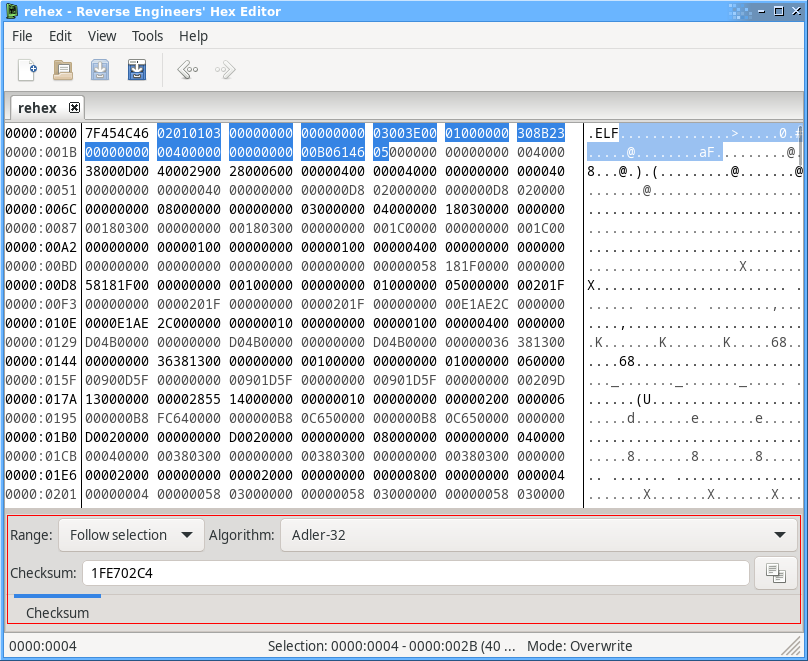 rehex - Reverse Engineers' Hex Editor
File Edit View Tools Help
rehex
0000:0000 7F454C46 02010103 00000000 00000000 03003E00 01000000 308B23 .ELF..............>.....0.#
0000:001B 00000000 00400000 00000000 00B06146 05000000 00000000 004000 .....@........aF.........@.
0000:0036 38000D00 40002900 28000600 00000400 00004000 00000000 000040 8...@.).(.........@.......@
0000:0051 00000000 00000040 00000000 000000D8 02000000 000000D8 020000 .......@...................
0000:006C 00000000 08000000 00000000 03000000 04000000 18030000 000000 ...........................
0000:0087 00180300 00000000 00180300 00000000 001C0000 00000000 001C00 ...........................
0000:00A2 00000000 00000100 00000000 00000100 00000400 00000000 000000 ...........................
0000:00BD 00000000 00000000 00000000 00000000 00000058 181F0000 000000 ...................X.......
0000:00D8 58181F00 00000000 00100000 00000000 01000000 05000000 00201F X........................ .
0000:00F3 00000000 0000201F 00000000 0000201F 00000000 00E1AE2C 000000 ...... ....... ........,...
0000:010E 0000E1AE 2C000000 00000010 00000000 00000100 00000400 000000 ....,......................
0000:0129 D04B0000 00000000 D04B0000 00000000 D04B0000 00000036 381300 .K.......K.......K.....68..
0000:0144 00000000 36381300 00000000 00100000 00000000 01000000 060000 ....68.....................
0000:015F 00900D5F 00000000 00901D5F 00000000 00901D5F 00000000 00209D ..._......._......._..... .
0000:017A 13000000 00002855 14000000 00000010 00000000 00000200 000006 ......(U...................
0000:0195 000000B8 FC640000 000000B8 0C650000 000000B8 0C650000 000000 .....d.......e.......e.....
0000:01B0 D0020000 00000000 D0020000 00000000 08000000 00000000 040000 ...........................
0000:01CB 00040000 00380300 00000000 00380300 00000000 00380300 000000 .....8.......8.......8.....
0000:01E6 00002000 00000000 00002000 00000000 00000800 00000000 000004 .. ....... ................
0000:0201 00000004 00000058 03000000 00000058 03000000 00000058 030000 .......X.......X.......X...
Range: Follow selection Algorithm: Adler-32
Checksum: 1FE702C4
Checksum
0000:0004 Selection: 0000:0004 - 0000:002B (40 ... Mode: Overwrite